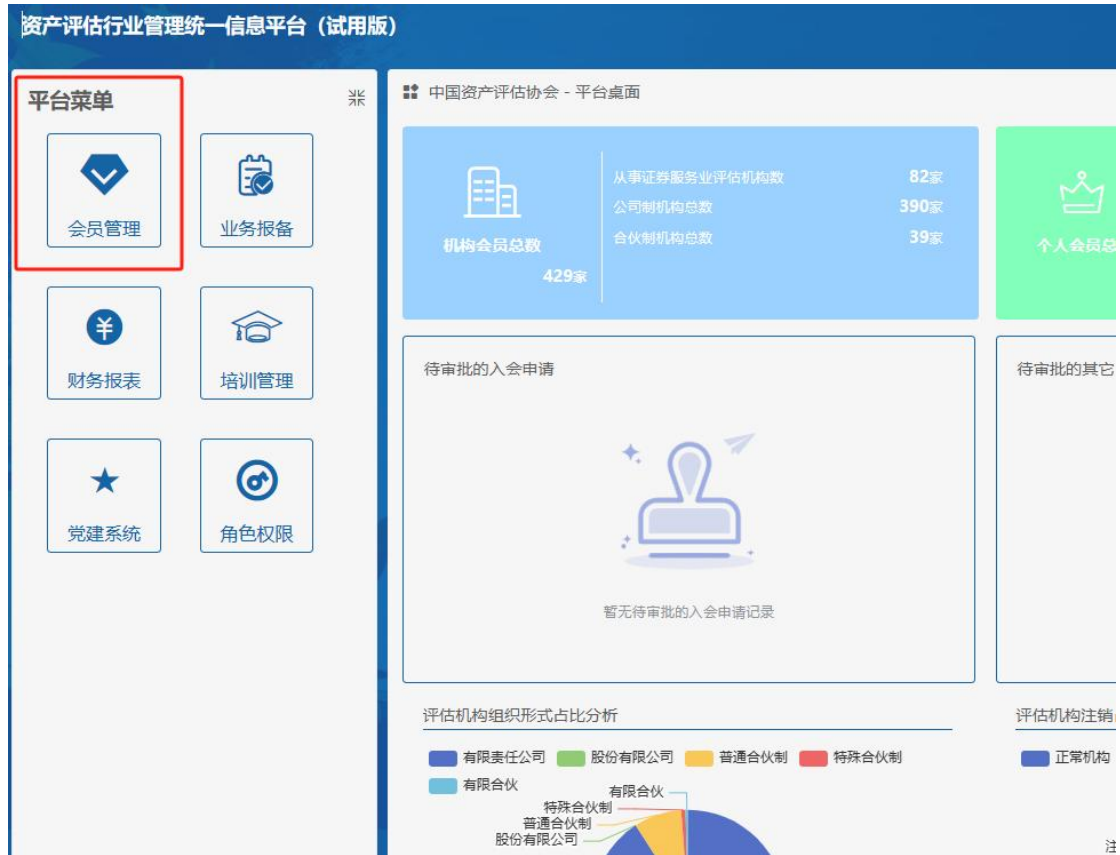 资产评估行业管理统一信息平台（试用版）
平台菜单
会员管理
业务报备
财务报表
培训管理
党建系统
角色权限
中国资产评估协会 - 平台桌面
机构会员总数
429家
从事证券服务业评估机构数 82家
公司制机构总数 390家
合伙制机构总数 39家
个人会员总
待审批的入会申请
暂无待审批的入会申请记录
待审批的其它
评估机构组织形式占比分析
有限责任公司 股份有限公司 普通合伙制 特殊合伙制
有限合伙
有限合伙
特殊合伙制
普通合伙制
股份有限公司
评估机构注销
正常机构
注